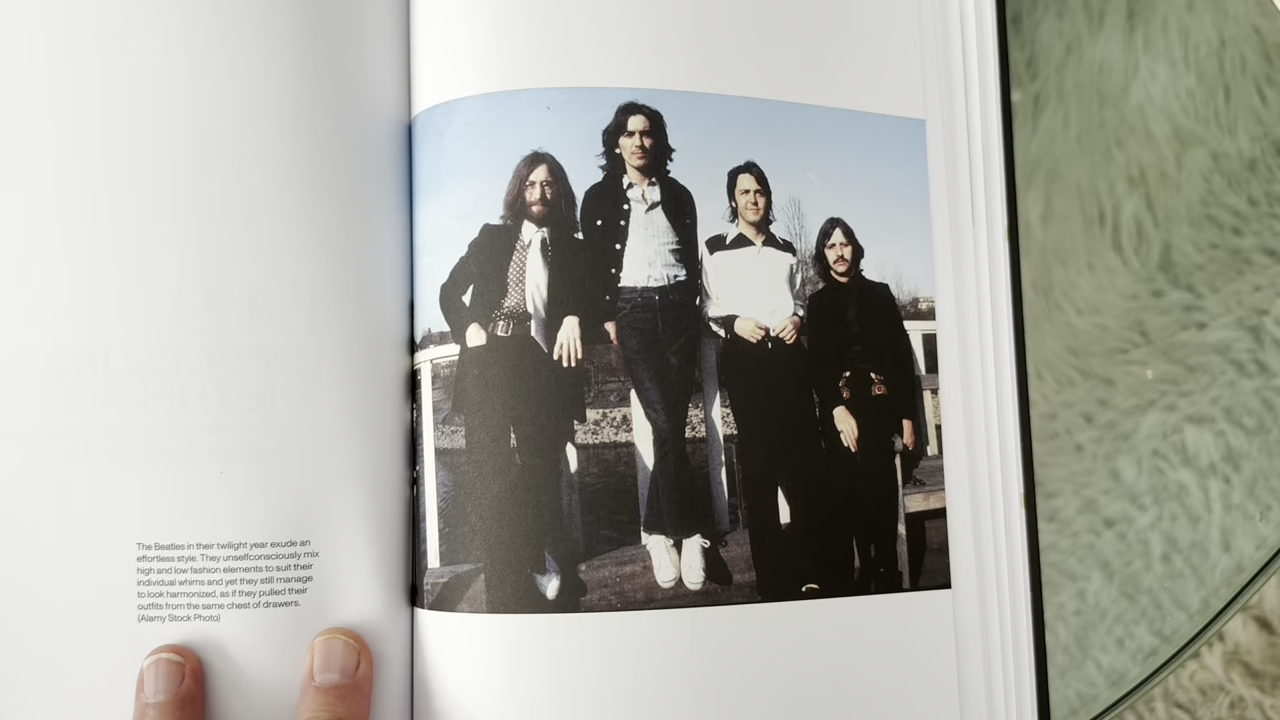 The Beatles in their twilight year exude an
effortless style. They unselfconsciously mix
high and low fashion elements to suit their
individual whims and yet they still manage
to look harmonized, as if they pulled their
outfits from the same chest of drawers.
(Alamy Stock Photo)